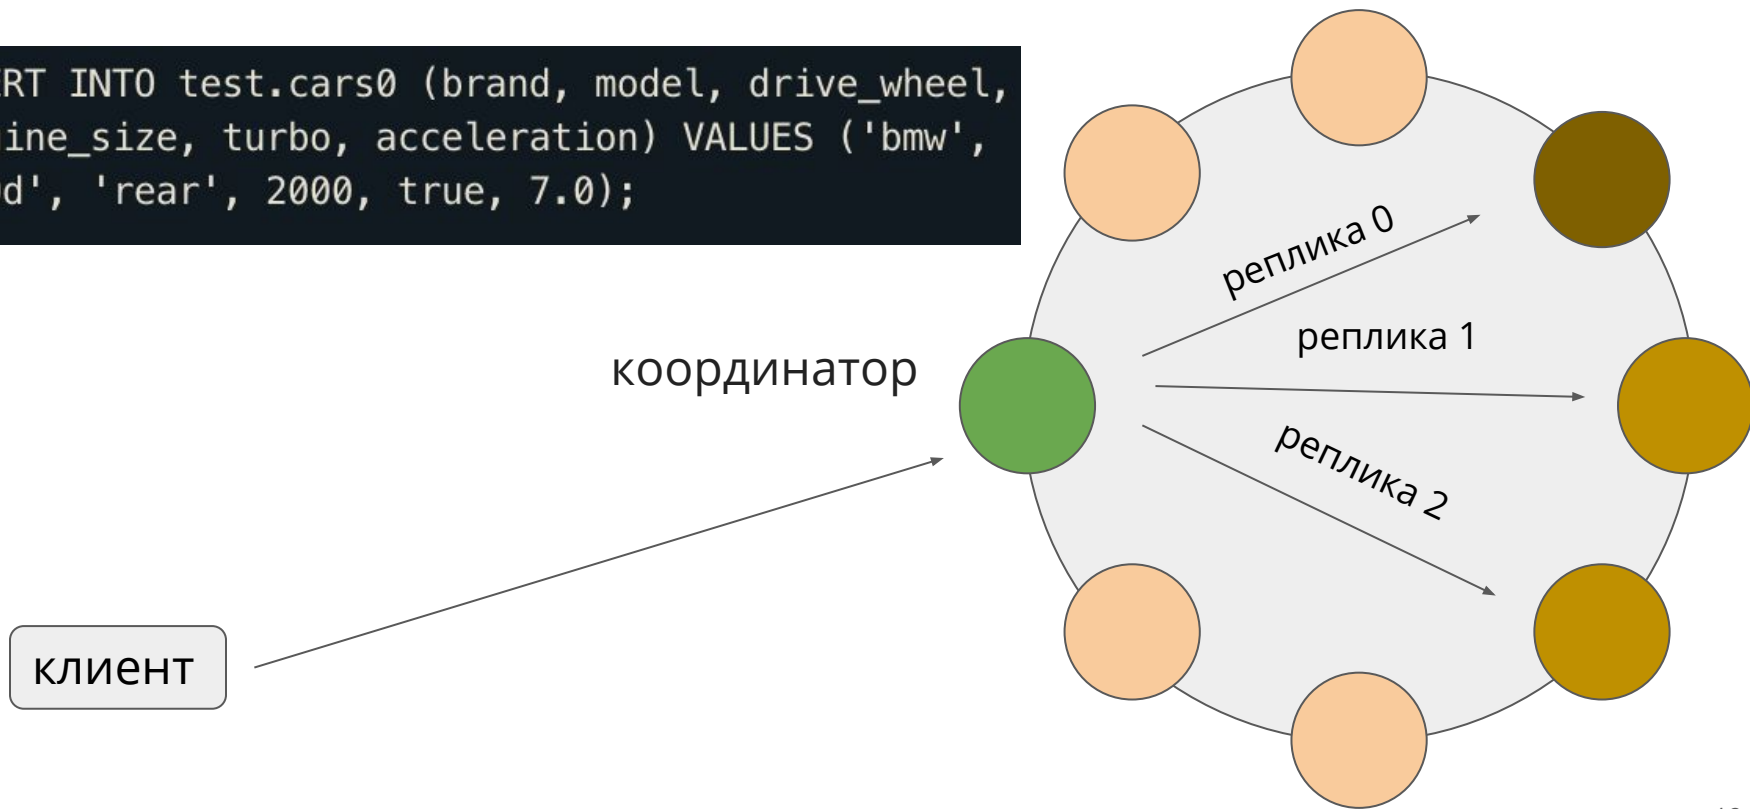 RT INTO test.cars0 (brand, model, drive_wheel,
ine_size, turbo, acceleration) VALUES ('bmw',
d', 'rear', 2000, true, 7.0);
реплика 0
реплика 1
координатор
реплика 2
клиент